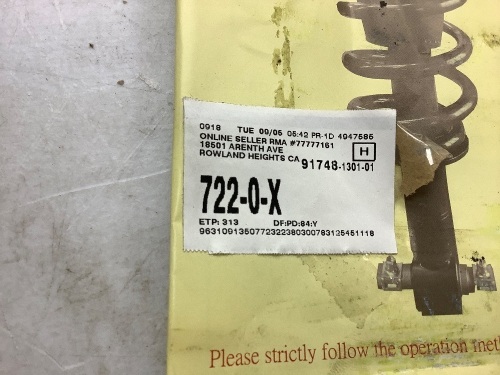 0918 TUE 09/05 05:42 PR-1D 4947585
ONLINE SELLER RMA #77777161
18501 ARENTH AVE
ROWLAND HEIGHTS CA 91748-1301-01
H
722-0-X
ETP: 313 DF:PD:84:Y
9631091350772322380300783125451118
Please strictly follow the operation